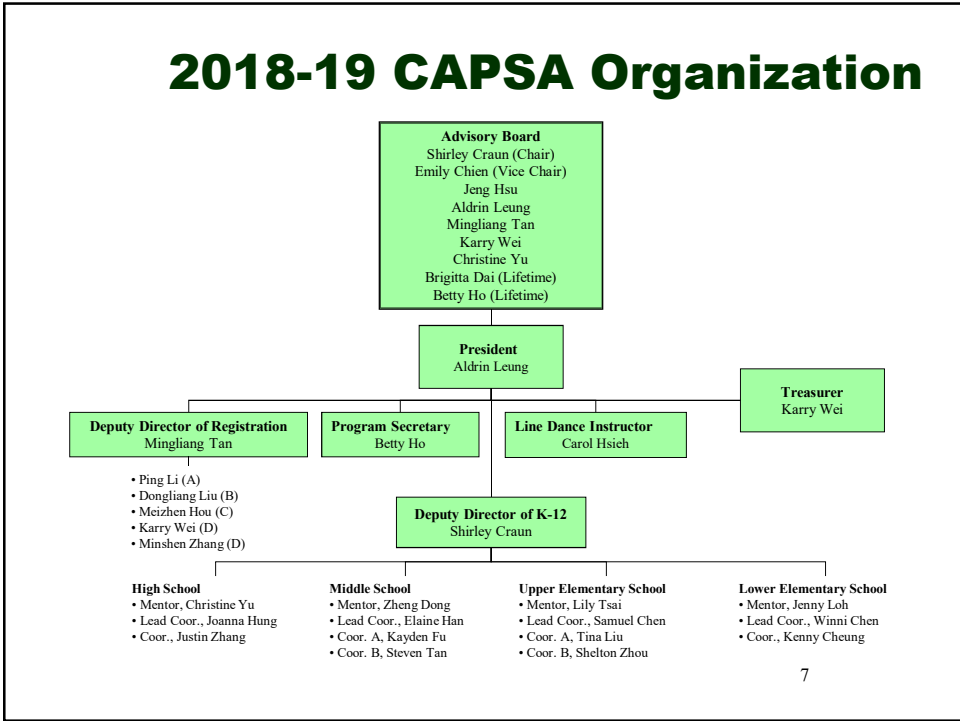 2018-19 CAPSA Organization
Advisory Board
Shirley Craun (Chair)
Emily Chien (Vice Chair)
Jeng Hsu
Aldrin Leung
Mingliang Tan
Karry Wei
Christine Yu
Brigitta Dai (Lifetime)
Betty Ho (Lifetime)
President
Aldrin Leung
Treasurer
Karry Wei
Deputy Director of Registration
Mingliang Tan
Program Secretary
Betty Ho
Line Dance Instructor
Carol Hsieh
• Ping Li (A)
• Dongliang Liu (B)
• Meizhen Hou (C)
• Karry Wei (D)
• Minshen Zhang (D)
Deputy Director of K-12
Shirley Craun
High School
• Mentor, Christine Yu
• Lead Coor., Joanna Hung
• Coor., Justin Zhang
Middle School
• Mentor, Zheng Dong
• Lead Coor., Elaine Han
• Coor. A, Kayden Fu
• Coor. B, Steven Tan
Upper Elementary School
• Mentor, Lily Tsai
• Lead Coor., Samuel Chen
• Coor. A, Tina Liu
• Coor. B, Shelton Zhou
Lower Elementary School
• Mentor, Jenny Loh
• Lead Coor., Winni Chen
• Coor., Kenny Cheung
7